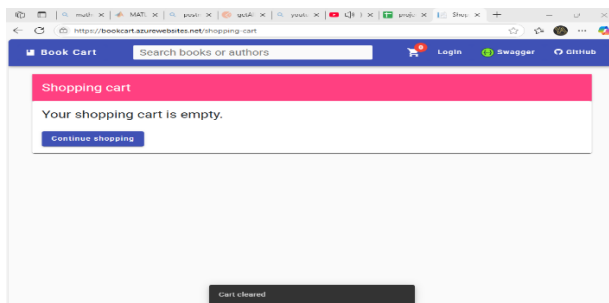 https://bookcart.azurewebsites.net/shopping-cart
Book Cart
Search books or authors
0
Login
Swagger
GitHub
Shopping cart
Your shopping cart is empty.
Continue shopping
Cart cleared